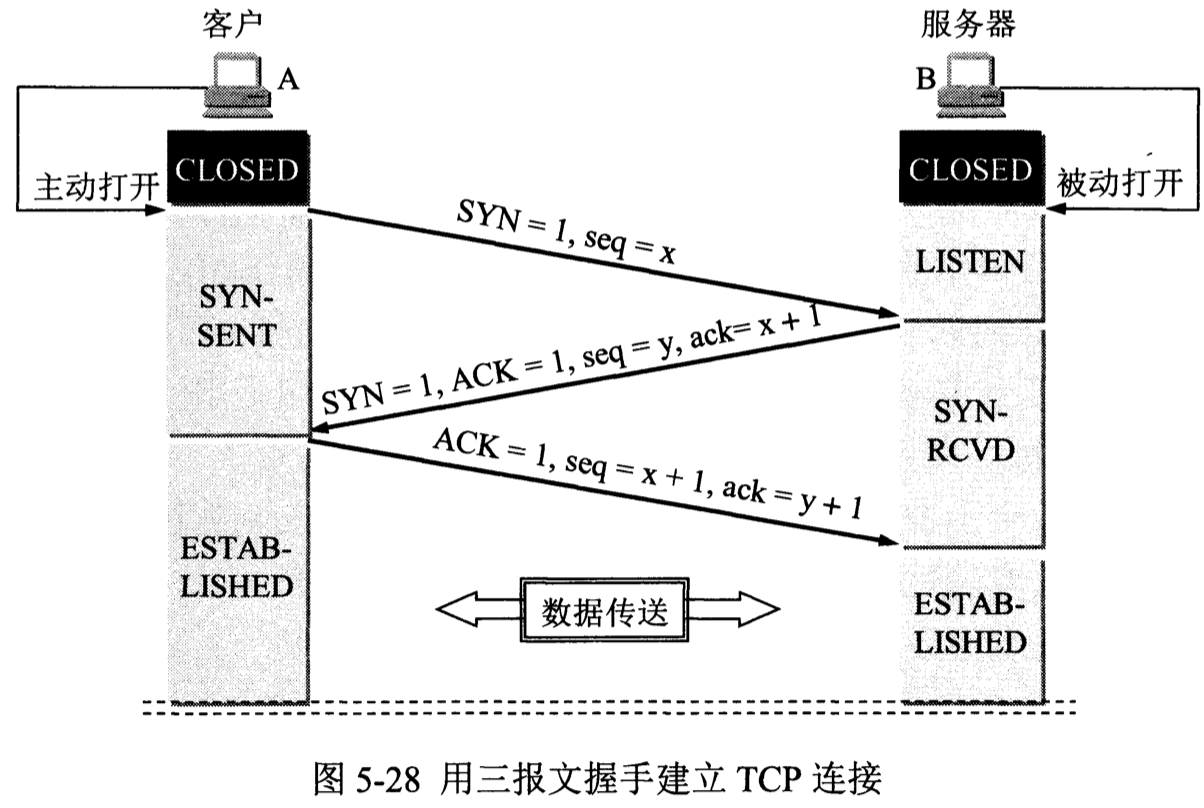 客户
服务器
A
B
CLOSED
CLOSED
主动打开
被动打开
SYN = 1, seq = x
LISTEN
SYN-
SENT
SYN = 1, ACK = 1, seq = y, ack= x + 1
SYN-
RCVD
ACK = 1, seq = x + 1, ack = y + 1
ESTAB-
LISHED
数据传送
ESTAB-
LISHED
图 5-28 用三报文握手建立 TCP 连接